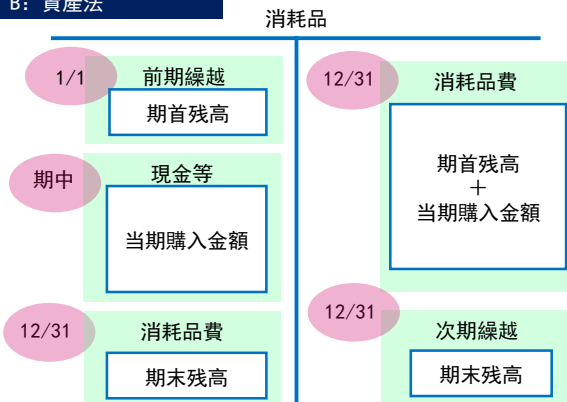 B: 資産法
消耗品
1/1
前期繰越
期首残高
期中
現金等
当期購入金額
12/31
消耗品費
期末残高
12/31
消耗品費
期首残高
＋
当期購入金額
12/31
次期繰越
期末残高